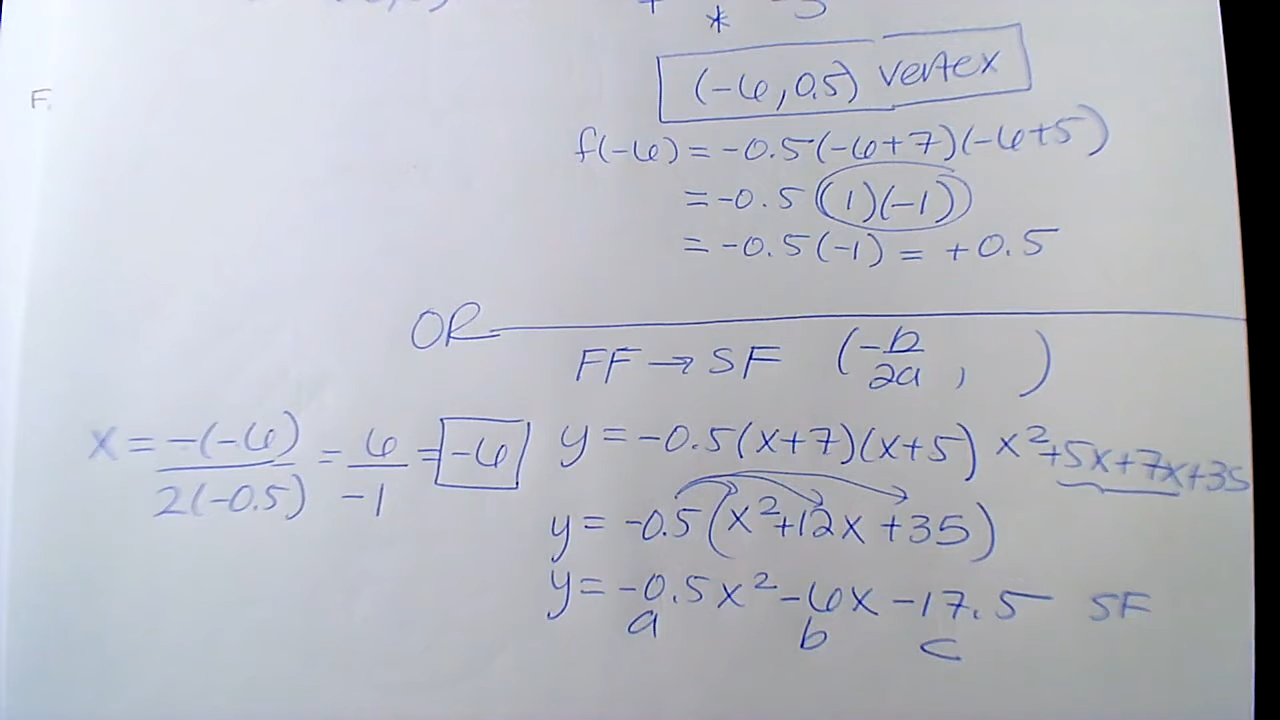 *
(-6, 0.5) vertex
F.
f(-6) = -0.5(-6+7)(-6+5)
= -0.5 (1)(-1)
= -0.5(-1) = +0.5
OR
FF → SF (-b/2a, )
x = -(-6)/2(-0.5) = 6/-1 = -6
y = -0.5(x+7)(x+5) x²+5x+7x+35
y = -0.5(x²+12x+35)
y = -0.5x² -6x -17.5 SF
a b c